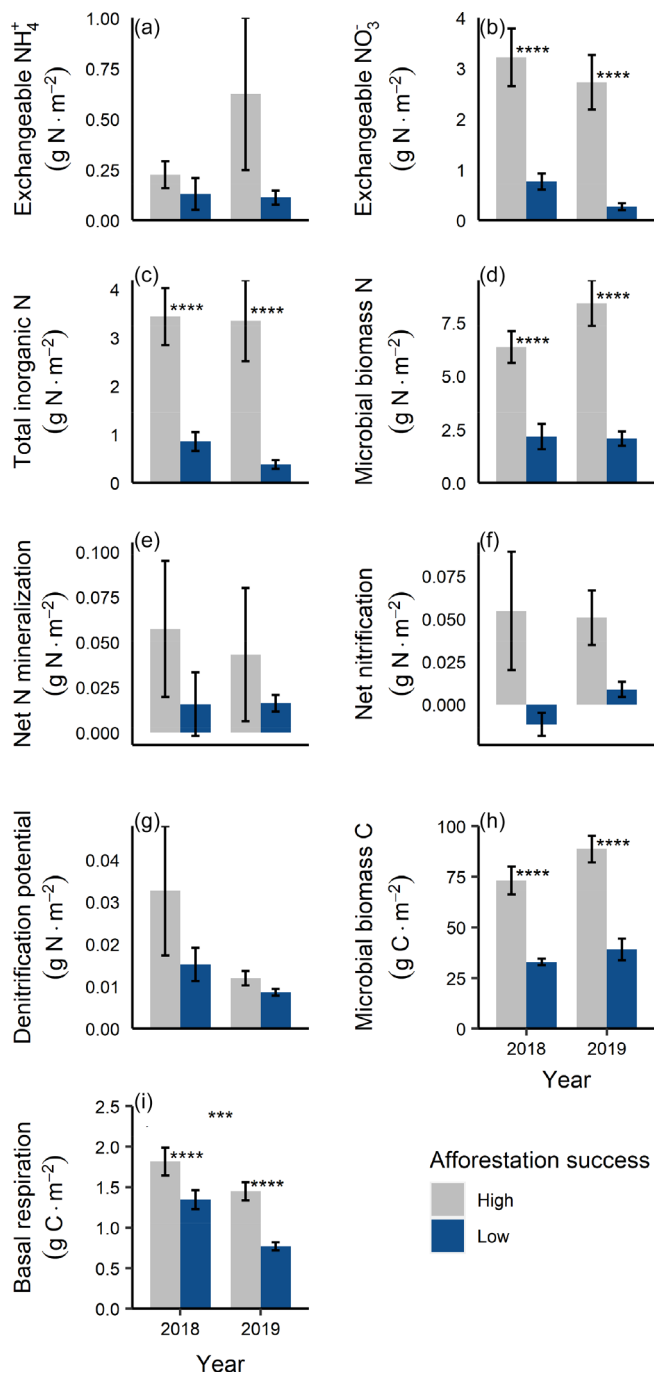 (a)
Exchangeable NH₄⁺
(g N · m⁻²)
1.00
0.75
0.50
0.25
0.00
(b)
Exchangeable NO₃⁻
(g N · m⁻²)
4
3
2
1
0
****
****
(c)
Total inorganic N
(g N · m⁻²)
4
3
2
1
0
****
****
(d)
Microbial biomass N
(g N · m⁻²)
7.5
5.0
2.5
0.0
****
****
(e)
Net N mineralization
(g N · m⁻²)
0.100
0.075
0.050
0.025
0.000
(f)
Net nitrification
(g N · m⁻²)
0.075
0.050
0.025
0.000
(g)
Denitrification potential
(g N · m⁻²)
0.04
0.03
0.02
0.01
0.00
(h)
Microbial biomass C
(g C · m⁻²)
100
75
50
25
0
****
****
2018 2019
Year
(i)
Basal respiration
(g C · m⁻²)
2.5
2.0
1.5
1.0
0.5
0.0
***
****
****
2018 2019
Year
Afforestation success
High
Low